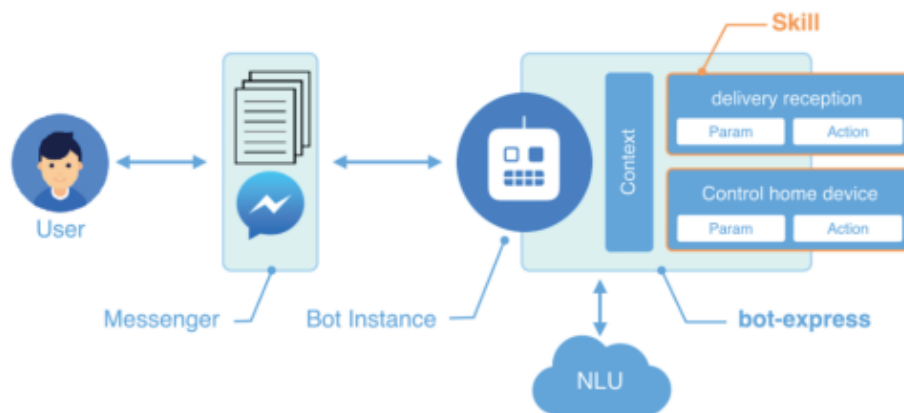 Skill
delivery reception
Param
Action
Context
Control home device
Param
Action
User
Messenger
Bot Instance
bot-express
NLU